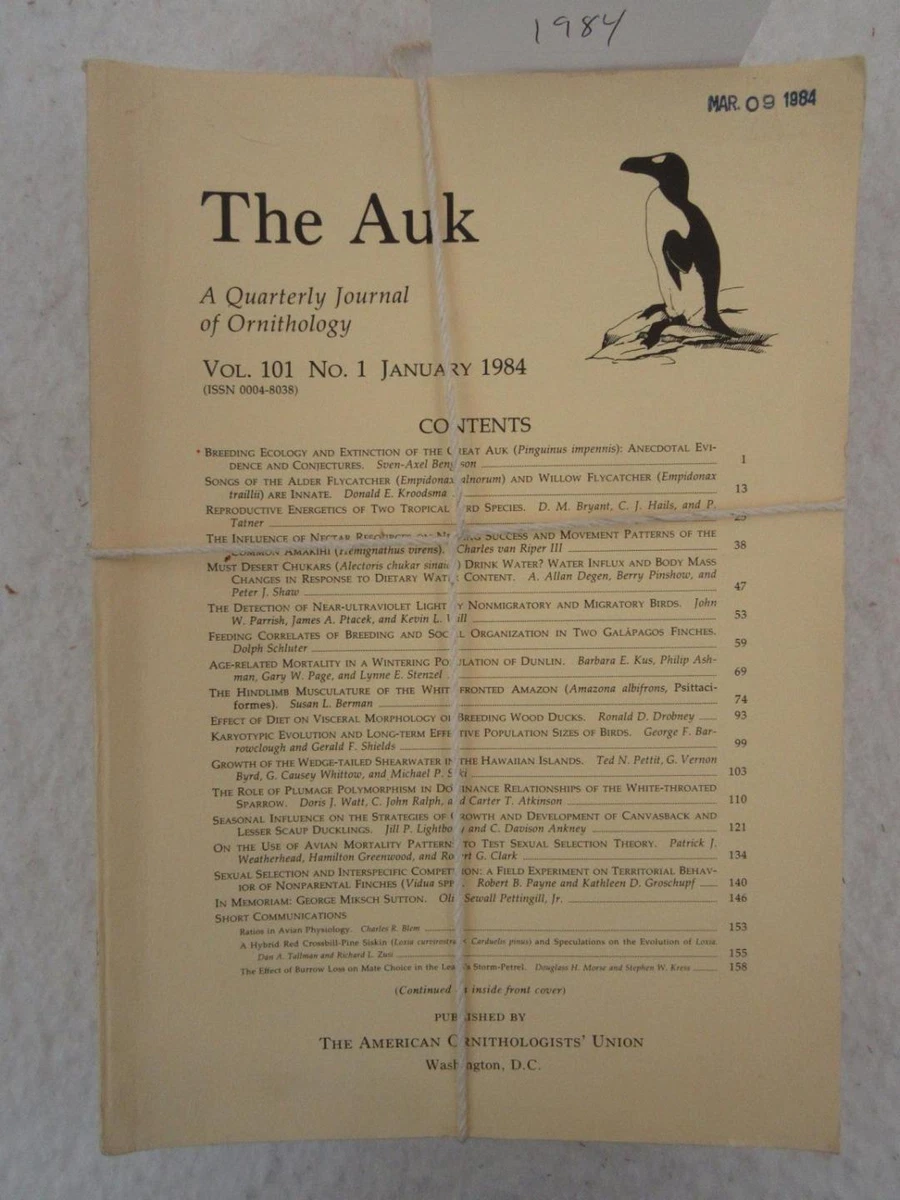 1984
MAR. 09 1984
The Auk
A Quarterly Journal
of Ornithology
VOL. 101 NO. 1 JANUARY 1984
(ISSN 0004-8038)
CONTENTS
BREEDING ECOLOGY AND EXTINCTION OF THE GREAT AUK (Pinguinus impennis): ANECDOTAL EVI-
DENCE AND CONJECTURES. Sven-Axel Bengtson 1
SONGS OF THE ALDER FLYCATCHER (Empidonax alnorum) AND WILLOW FLYCATCHER (Empidonax
traillii) ARE INNATE. Donald E. Kroodsma 13
REPRODUCTIVE ENERGETICS OF TWO TROPICAL BIRD SPECIES. D. M. Bryant, C. J. Hails, and P.
Tatner 25
THE INFLUENCE OF NECTAR RESOURCES ON NESTING SUCCESS AND MOVEMENT PATTERNS OF THE
COMMON AMAKIHI (Hemignathus virens). Charles van Riper III 38
MUST DESERT CHUKARS (Alectoris chukar sinaica) DRINK WATER? WATER INFLUX AND BODY MASS
CHANGES IN RESPONSE TO DIETARY WATER CONTENT. A. Allan Degen, Berry Pinshow, and
Peter J. Shaw 47
THE DETECTION OF NEAR-ULTRAVIOLET LIGHT BY NONMIGRATORY AND MIGRATORY BIRDS. John
W. Parrish, James A. Ptacek, and Kevin L. Will 53
FEEDING CORRELATES OF BREEDING AND SOCIAL ORGANIZATION IN TWO GALÁPAGOS FINCHES.
Dolph Schluter 59
AGE-RELATED MORTALITY IN A WINTERING POPULATION OF DUNLIN. Barbara E. Kus, Philip Ash-
man, Gary W. Page, and Lynne E. Stenzel 69
THE HINDLIMB MUSCULATURE OF THE WHITE-FRONTED AMAZON (Amazona albifrons, Psittaci-
formes). Susan L. Berman 74
EFFECT OF DIET ON VISCERAL MORPHOLOGY OF BREEDING WOOD DUCKS. Ronald D. Drobney 93
KARYOTYPIC EVOLUTION AND LONG-TERM EFFECTIVE POPULATION SIZES OF BIRDS. George F. Bar-
rowclough and Gerald F. Shields 99
GROWTH OF THE WEDGE-TAILED SHEARWATER IN THE HAWAIIAN ISLANDS. Ted N. Pettit, G. Vernon
Byrd, G. Causey Whittow, and Michael P. Seki 103
THE ROLE OF PLUMAGE POLYMORPHISM IN DOMINANCE RELATIONSHIPS OF THE WHITE-THROATED
SPARROW. Doris J. Watt, C. John Ralph, and Carter T. Atkinson 110
SEASONAL INFLUENCE ON THE STRATEGIES OF GROWTH AND DEVELOPMENT OF CANVASBACK AND
LESSER SCAUP DUCKLINGS. Jill P. Lightbody and C. Davison Ankney 121
ON THE USE OF AVIAN MORTALITY PATTERNS TO TEST SEXUAL SELECTION THEORY. Patrick J.
Weatherhead, Hamilton Greenwood, and Robert G. Clark 134
SEXUAL SELECTION AND INTERSPECIFIC COMPETITION: A FIELD EXPERIMENT ON TERRITORIAL BEHAV-
IOR OF NONPARENTAL FINCHES (Vidua SPP.). Robert B. Payne and Kathleen D. Groschupf 140
IN MEMORIAM: GEORGE MIKSCH SUTTON. Olin Sewall Pettingill, Jr. 146
SHORT COMMUNICATIONS
Ratios in Avian Physiology. Charles R. Blem 153
A Hybrid Red Crossbill-Pine Siskin (Loxia curvirostra × Carduelis pinus) and Speculations on the Evolution of Loxia.
Dan A. Tallman and Richard L. Zusi 155
The Effect of Burrow Loss on Mate Choice in the Leach's Storm-Petrel. Douglass H. Morse and Stephen W. Kress 158
(Continued on inside front cover)
PUBLISHED BY
THE AMERICAN ORNITHOLOGISTS' UNION
Washington, D.C.